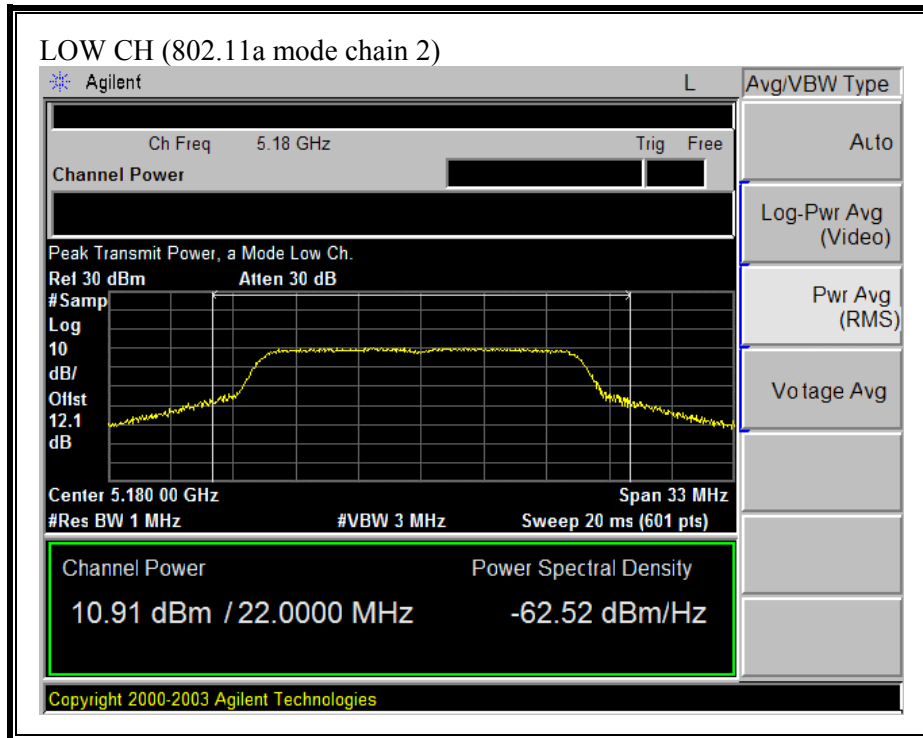 LOW CH (802.11a mode chain 2)
Agilent L
Avg/VBW Type
Ch Freq 5.18 GHz Trig Free
Channel Power
Auto
Log-Pwr Avg
(Video)
Pwr Avg
(RMS)
Voltage Avg
Peak Transmit Power, a Mode Low Ch.
Ref 30 dBm Atten 30 dB
#Samp
Log
10
dB/
Offst
12.1
dB
Center 5.180 00 GHz Span 33 MHz
#Res BW 1 MHz #VBW 3 MHz Sweep 20 ms (601 pts)
Channel Power Power Spectral Density
10.91 dBm / 22.0000 MHz -62.52 dBm/Hz
Copyright 2000-2003 Agilent Technologies